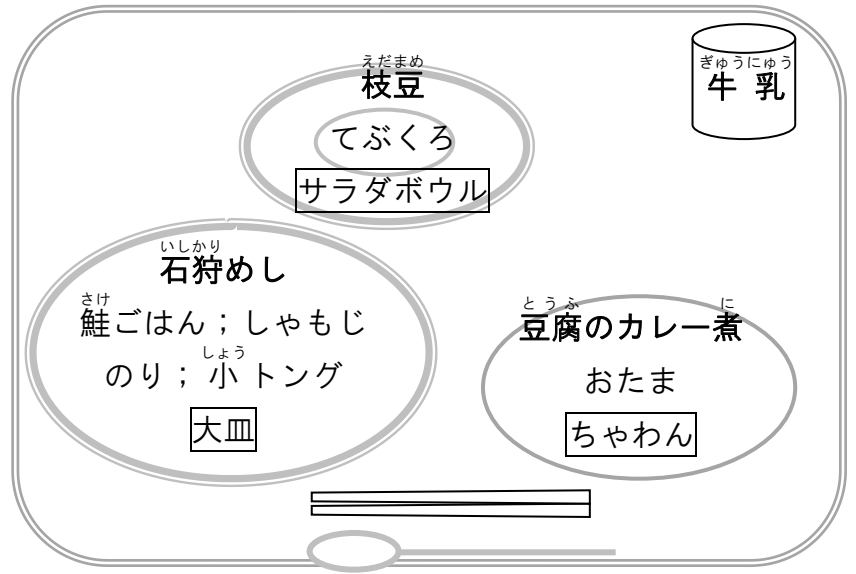 えだまめ
枝豆
てぶくろ
サラダボウル
ぎゅうにゅう
牛乳
いしかり
石狩めし
さけ
鮭ごはん;しゃもじ
しょう
のり;小トング
大皿
とうふ に
豆腐のカレー煮
おたま
ちゃわん